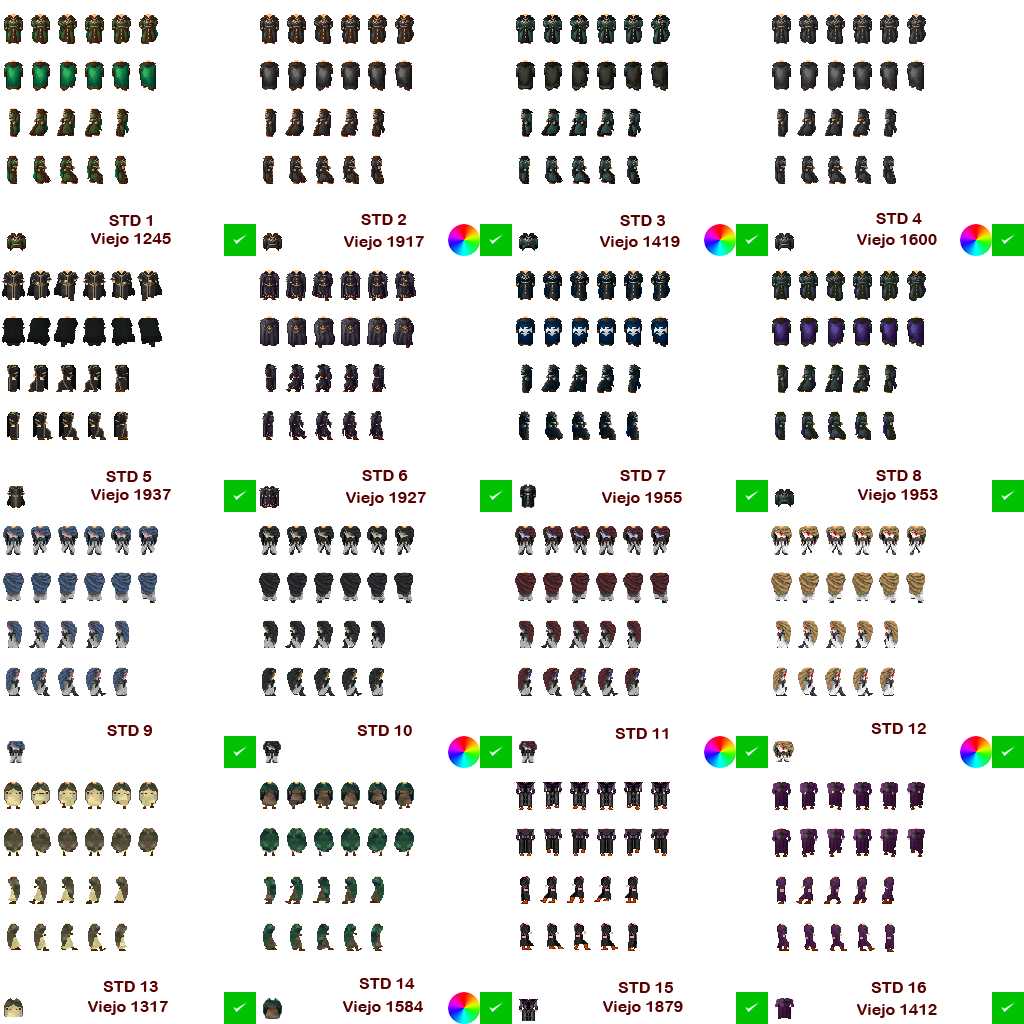 STD 1
Viejo 1245
STD 2
Viejo 1917
STD 3
Viejo 1419
STD 4
Viejo 1600
STD 5
Viejo 1937
STD 6
Viejo 1927
STD 7
Viejo 1955
STD 8
Viejo 1953
STD 9
STD 10
STD 11
STD 12
STD 13
Viejo 1317
STD 14
Viejo 1584
STD 15
Viejo 1879
STD 16
Viejo 1412